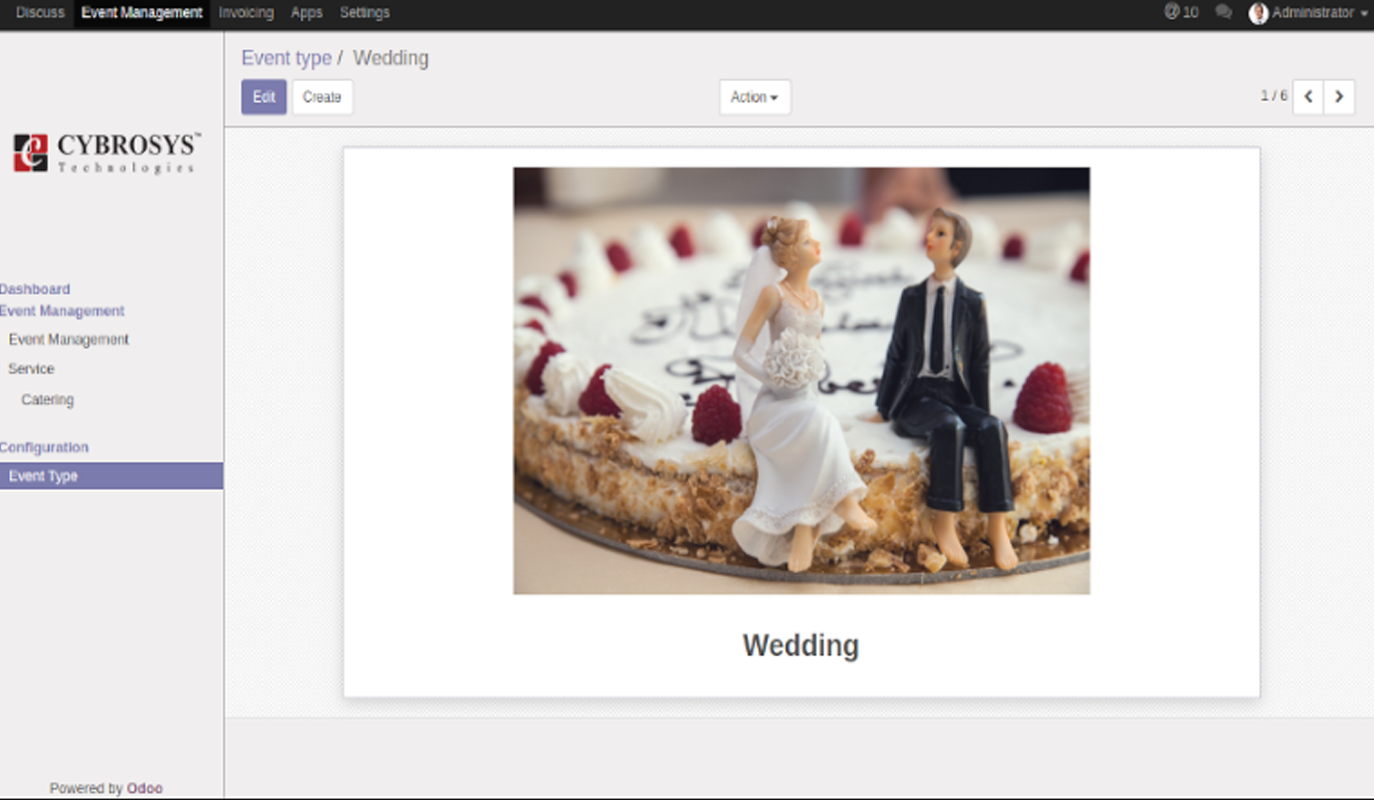 Discuss Event Management Invoicing Apps Settings @ 10 Administrator
Event type / Wedding
Edit Create Action 1 / 6
CYBROSYS™
Technologies
Dashboard
Event Management
Event Management
Service
Catering
Configuration
Event Type
Wedding
Powered by Odoo